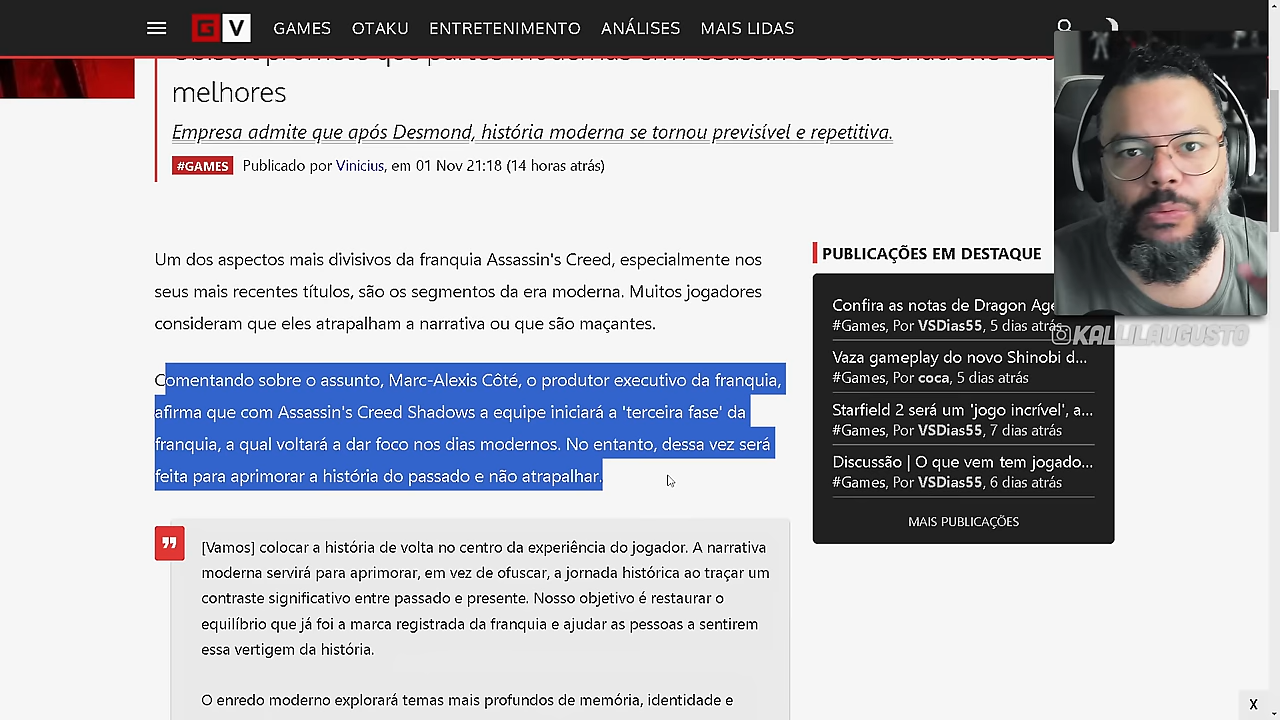 G V GAMES OTAKU ENTRETENIMENTO ANÁLISES MAIS LIDAS
melhores
Empresa admite que após Desmond, história moderna se tornou previsível e repetitiva.
#GAMES Publicado por Vinicius, em 01 Nov 21:18 (14 horas atrás)
Um dos aspectos mais divisivos da franquia Assassin's Creed, especialmente nos
seus mais recentes títulos, são os segmentos da era moderna. Muitos jogadores
consideram que eles atrapalham a narrativa ou que são maçantes.
Comentando sobre o assunto, Marc-Alexis Côté, o produtor executivo da franquia,
afirma que com Assassin's Creed Shadows a equipe iniciará a 'terceira fase' da
franquia, a qual voltará a dar foco nos dias modernos. No entanto, dessa vez será
feita para aprimorar a história do passado e não atrapalhar.
[Vamos] colocar a história de volta no centro da experiência do jogador. A narrativa
moderna servirá para aprimorar, em vez de ofuscar, a jornada histórica ao traçar um
contraste significativo entre passado e presente. Nosso objetivo é restaurar o
equilíbrio que já foi a marca registrada da franquia e ajudar as pessoas a sentirem
essa vertigem da história.
O enredo moderno explorará temas mais profundos de memória, identidade e
PUBLICAÇÕES EM DESTAQUE
Confira as notas de Dragon Age
#Games, Por VSDias55, 5 dias atrás
Vaza gameplay do novo Shinobi d...
#Games, Por coca, 5 dias atrás
Starfield 2 será um 'jogo incrível', a...
#Games, Por VSDias55, 7 dias atrás
Discussão | O que vem tem jogado...
#Games, Por VSDias55, 6 dias atrás
MAIS PUBLICAÇÕES
KALLILAUGUSTO
X